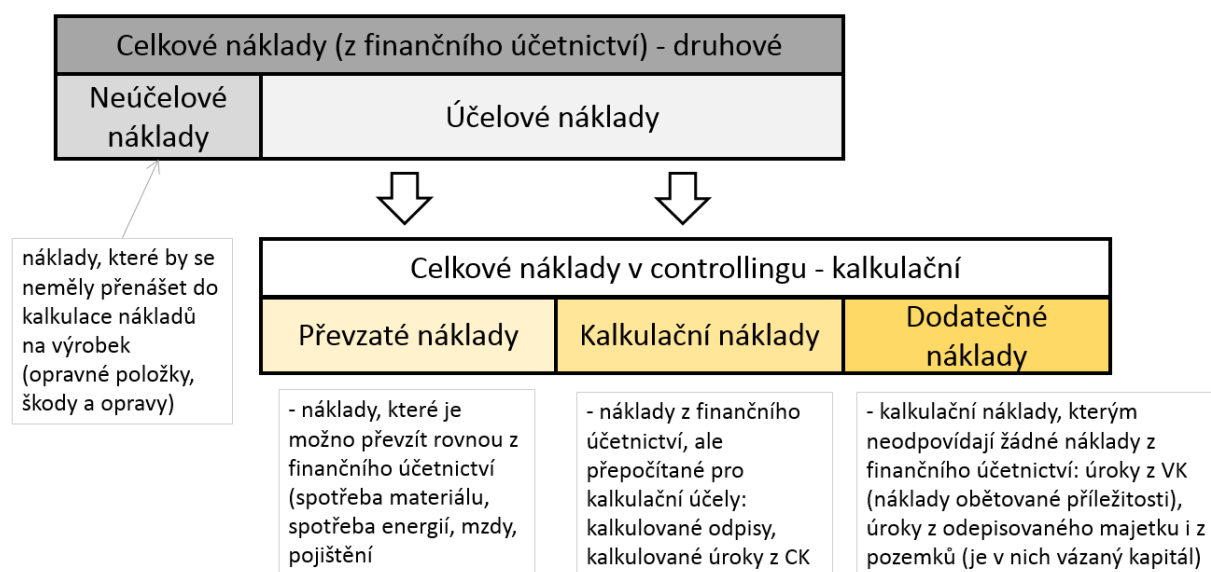 Celkové náklady (z finančního účetnictví) - druhové
Neúčelové
náklady
Účelové náklady
náklady, které by se
neměly přenášet do
kalkulace nákladů
na výrobek
(opravné položky,
škody a opravy)
Celkové náklady v controllingu - kalkulační
Převzaté náklady
Kalkulační náklady
Dodatečné
náklady
- náklady, které je
možno převzít rovnou z
finančního účetnictví
(spotřeba materiálu,
spotřeba energií, mzdy,
pojištění
- náklady z finančního
účetnictví, ale
přepočítané pro
kalkulační účely:
kalkulované odpisy,
kalkulované úroky z CK
- kalkulační náklady, kterým
neodpovídají žádné náklady z
finančního účetnictví: úroky z VK
(náklady obětované příležitosti),
úroky z odepisovaného majetku i z
pozemků (je v nich vázaný kapitál)